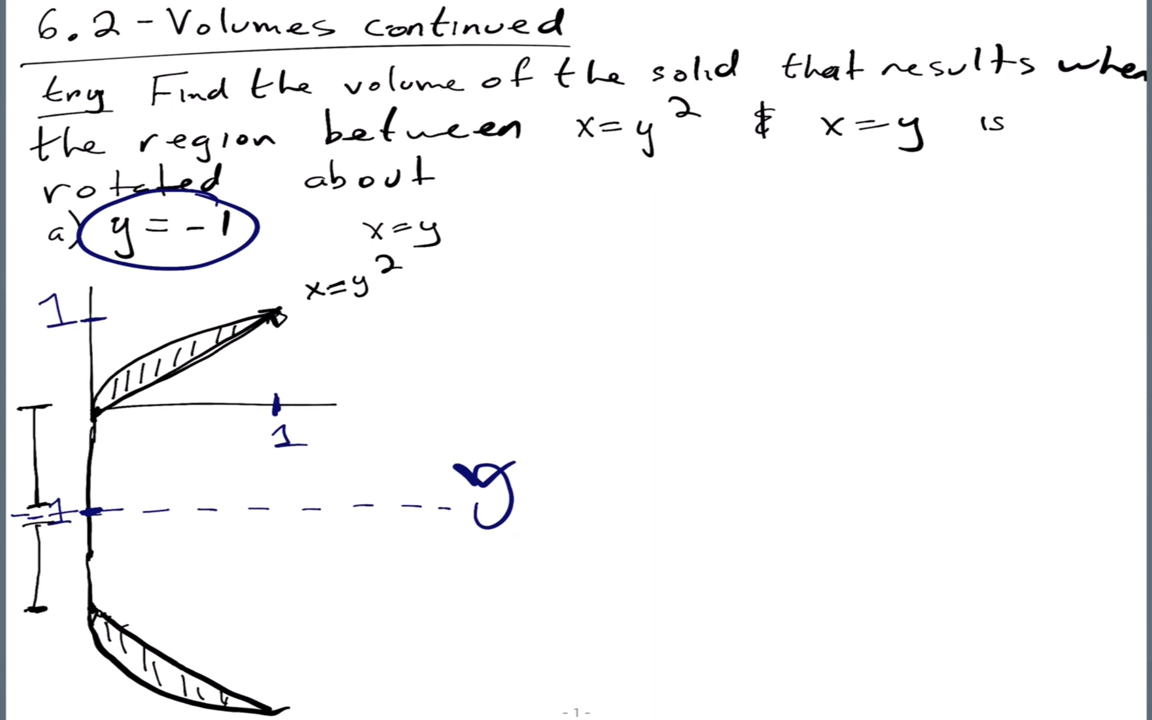 6.2 - Volumes continued
try Find the volume of the solid that results when
the region between x=y² & x=y is
rotated about
a) y = -1
x=y
x=y²
1
1
-1
- 1 -